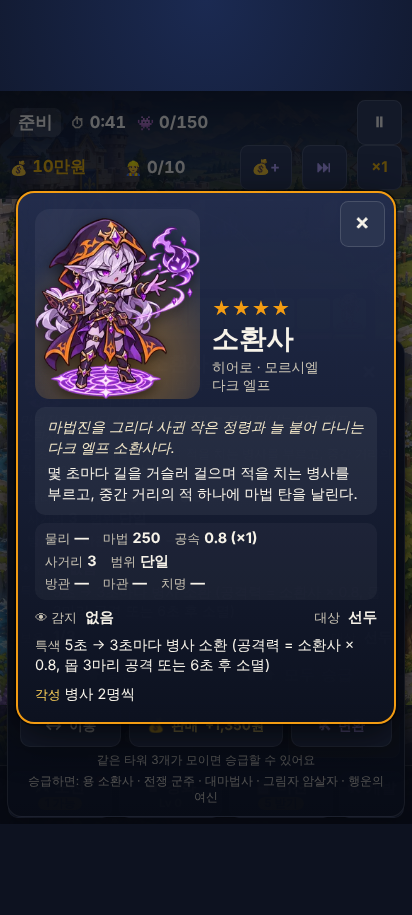 준비 0:41 0/150
10만원 0/10 + ×1
×
★★★★
소환사
히어로 · 모르시엘
다크 엘프
마법진을 그리다 사귄 작은 정령과 늘 붙어 다니는
다크 엘프 소환사다.
몇 초마다 길을 거슬러 걸으며 적을 치는 병사를
부르고, 중간 거리의 적 하나에 마법 탄을 날린다.
물리 — 마법 250 공속 0.8 (×1)
사거리 3 범위 단일
방관 — 마관 — 치명 —
감지 없음 대상 선두
특색 5초 → 3초마다 병사 소환 (공격력 = 소환사 ×
0.8, 몹 3마리 공격 또는 6초 후 소멸)
각성 병사 2명씩
같은 타워 3개가 모이면 승급할 수 있어요
승급하면: 용 소환사 · 전쟁 군주 · 대마법사 · 그림자 암살자 · 행운의
여신